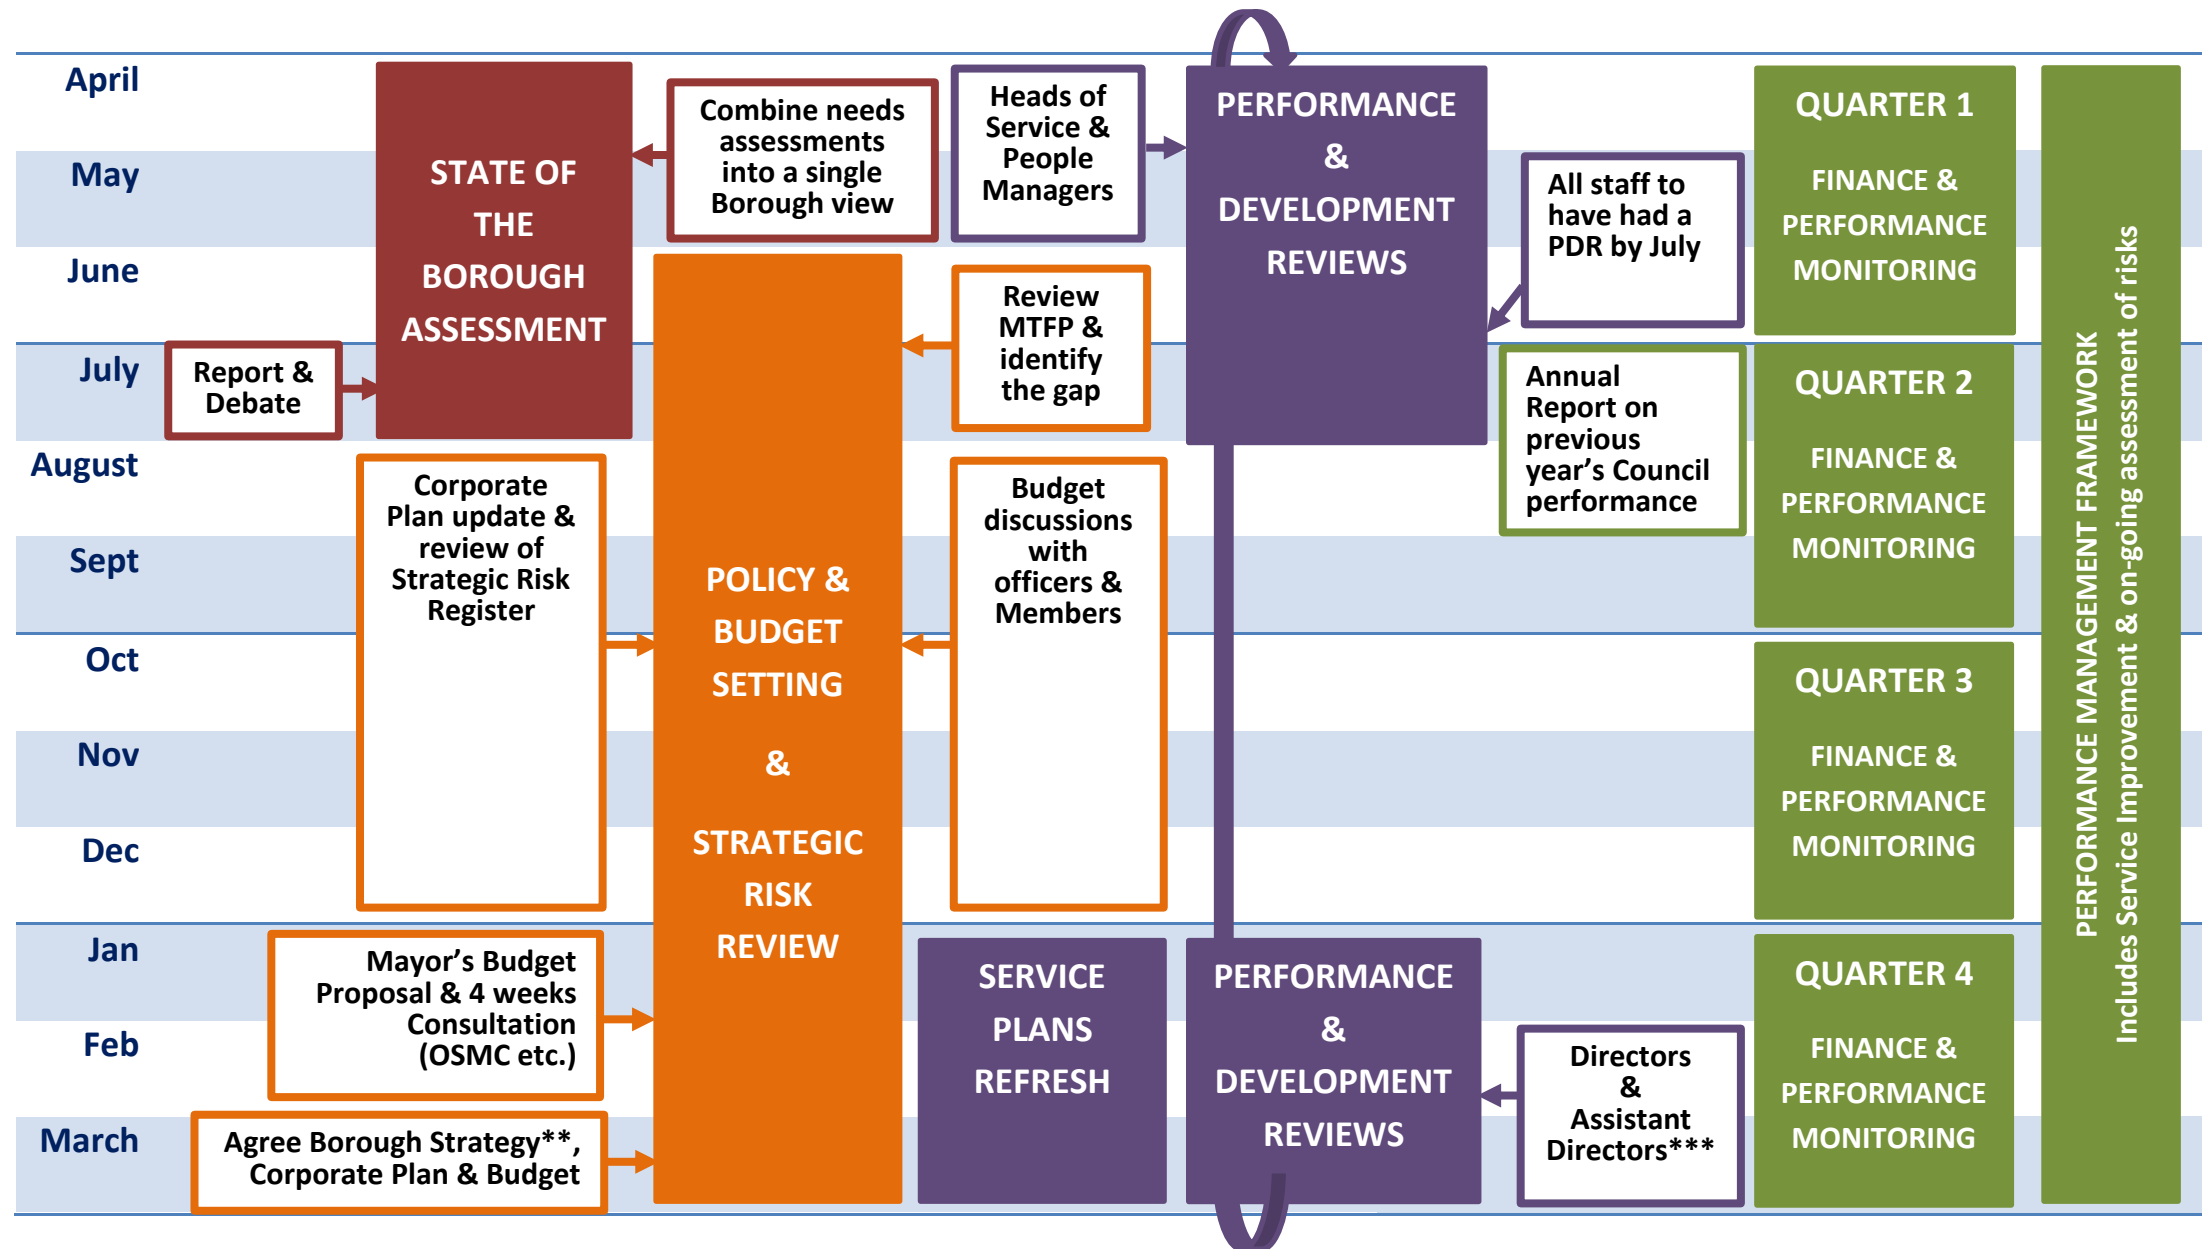 April
May
June
July
August
Sept
Oct
Nov
Dec
Jan
Feb
March
STATE OF
THE
BOROUGH
ASSESSMENT
Combine needs
assessments
into a single
Borough view
Report &
Debate
Heads of
Service &
People
Managers
PERFORMANCE
&
DEVELOPMENT
REVIEWS
All staff to
have had a
PDR by July
Review
MTFP &
identify
the gap
Annual
Report on
previous
year's Council
performance
Corporate
Plan update &
review of
Strategic Risk
Register
POLICY &
BUDGET
SETTING
&
STRATEGIC
RISK
REVIEW
Budget
discussions
with
officers &
Members
Mayor's Budget
Proposal & 4 weeks
Consultation
(OSMC etc.)
Agree Borough Strategy**,
Corporate Plan & Budget
SERVICE
PLANS
REFRESH
PERFORMANCE
&
DEVELOPMENT
REVIEWS
Directors
&
Assistant
Directors***
QUARTER 1
FINANCE &
PERFORMANCE
MONITORING
QUARTER 2
FINANCE &
PERFORMANCE
MONITORING
QUARTER 3
FINANCE &
PERFORMANCE
MONITORING
QUARTER 4
FINANCE &
PERFORMANCE
MONITORING
PERFORMANCE MANAGEMENT FRAMEWORK
Includes Service Improvement & on-going assessment of risks